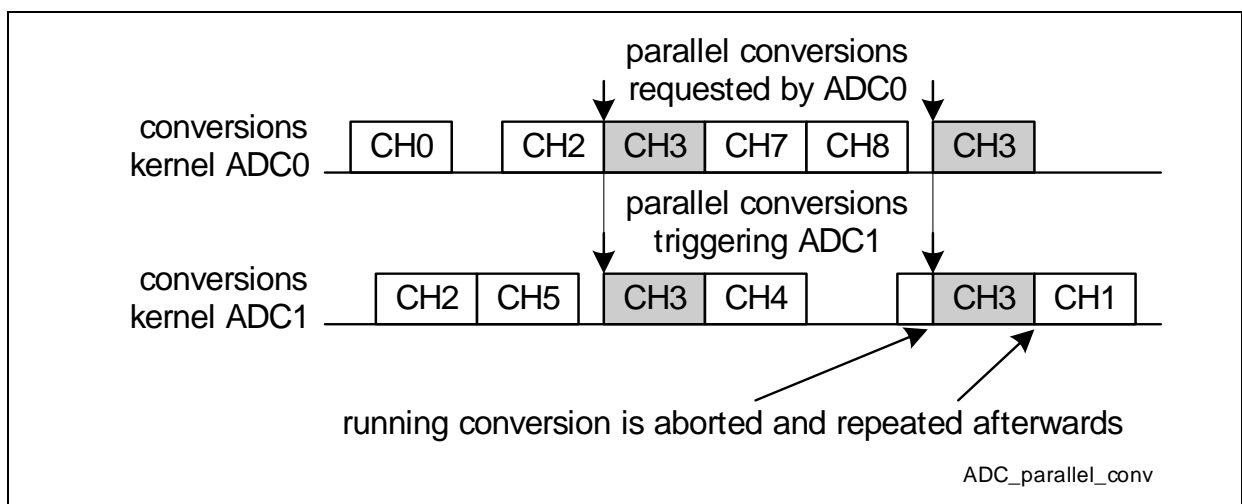 parallel conversions
requested by ADC0
conversions
kernel ADC0
CH0 CH2 CH3 CH7 CH8 CH3
parallel conversions
triggering ADC1
conversions
kernel ADC1
CH2 CH5 CH3 CH4 CH3 CH1
running conversion is aborted and repeated afterwards
ADC_parallel_conv